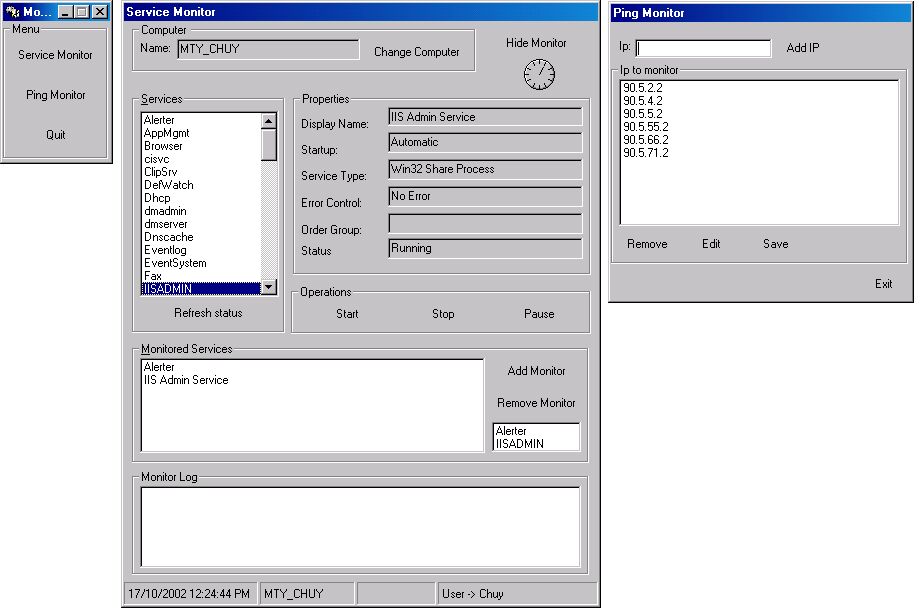 Mo...
Menu
Service Monitor
Ping Monitor
Quit
Service Monitor
Computer
Name: MTY_CHUY
Change Computer
Hide Monitor
Services
Alerter
AppMgmt
Browser
cisvc
ClipSrv
DefWatch
Dhcp
dmadmin
dmserver
Dnscache
Eventlog
EventSystem
Fax
IISADMIN
Refresh status
Properties
Display Name: IIS Admin Service
Startup: Automatic
Service Type: Win32 Share Process
Error Control: No Error
Order Group:
Status Running
Operations
Start Stop Pause
Monitored Services
Alerter
IIS Admin Service
Add Monitor
Remove Monitor
Alerter
IISADMIN
Monitor Log
17/10/2002 12:24:44 PM MTY_CHUY User -> Chuy
Ping Monitor
Ip: Add IP
Ip to monitor
90.5.2.2
90.5.4.2
90.5.5.2
90.5.55.2
90.5.66.2
90.5.71.2
Remove Edit Save
Exit